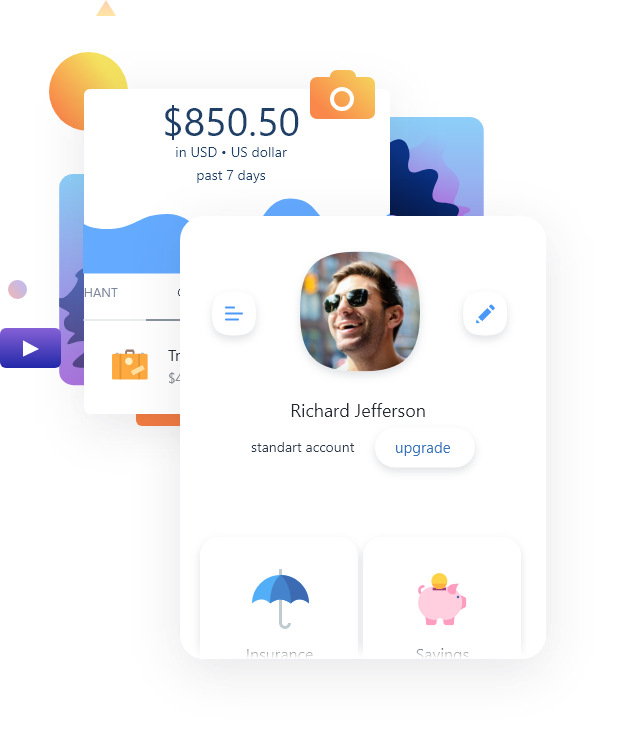 $850.50
in USD • US dollar
past 7 days
HANT
Tr
$4
Richard Jefferson
standart account
upgrade
Insurance
Savings